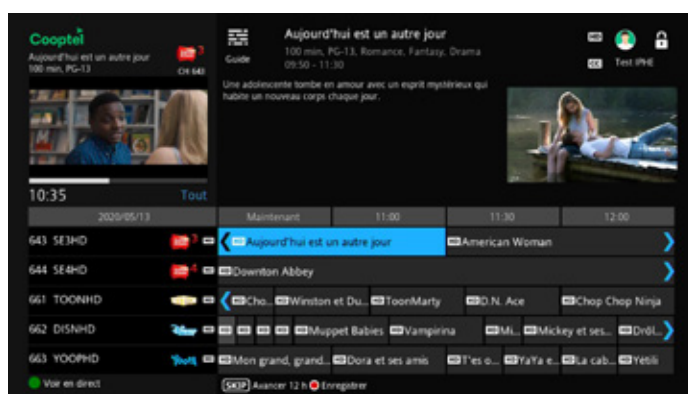 Cooptel
Aujourd'hui est un autre jour
100 min, PG-13
3
CH 643
Guide
Aujourd'hui est un autre jour
100 min, PG-13, Romance, Fantasy, Drama
09:50 - 11:30
Une adolescente tombe en amour avec un esprit mystérieux qui
habite un nouveau corps chaque jour.
HD
CC
Test IPHE
10:35
Tout
2020/05/13
Maintenant
11:00
11:30
12:00
643 SE3HD
3
Aujourd'hui est un autre jour
American Woman
644 SE4HD
4
Downton Abbey
661 TOONHD
Cho...
Winston et Du...
ToonMarty
D.N. Ace
Chop Chop Ninja
662 DISNHD
Muppet Babies
Vampirina
Mi...
Mickey et ses...
Drôl...
663 YOOPHD
Yoopa
Mon grand, grand...
Dora et ses amis
T'es o...
YaYa e...
La cab...
Yétili
Voir en direct
SKIP Avancer 12 h
Enregistrer